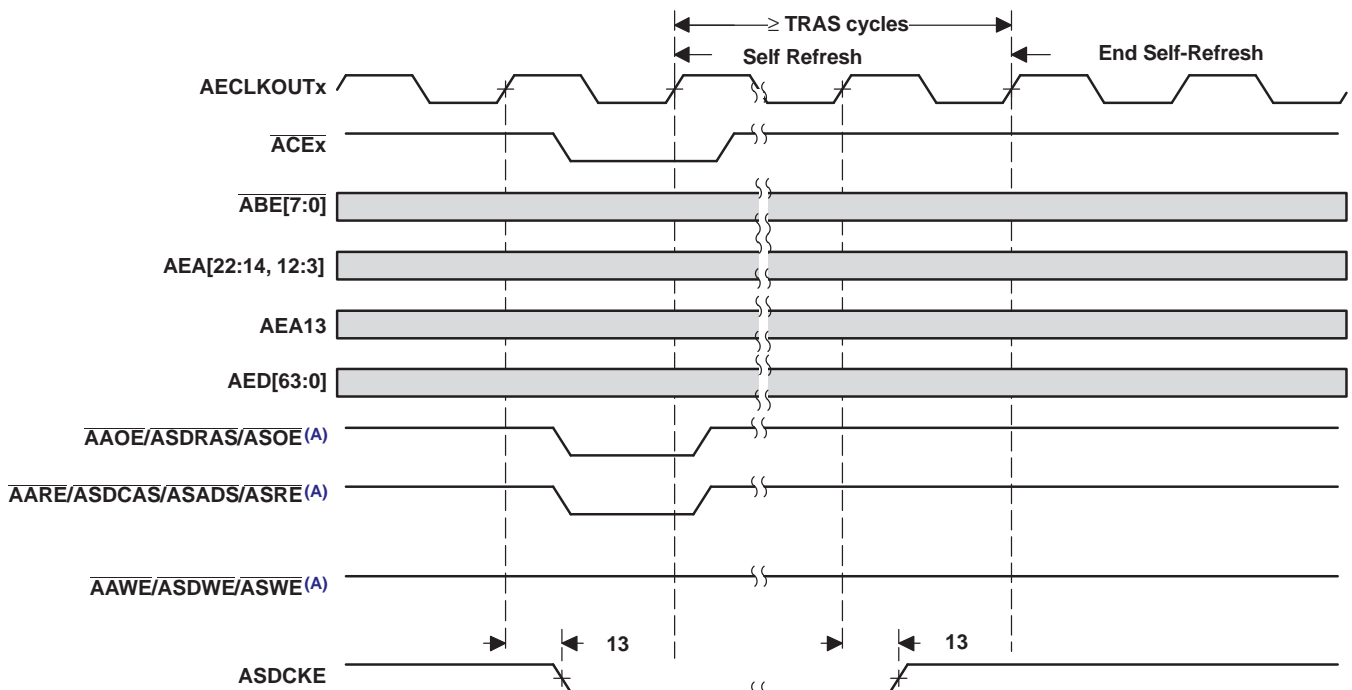 ≥ TRAS cycles
Self Refresh
End Self-Refresh
AECLKOUTx
ACEx
ABE[7:0]
AEA[22:14, 12:3]
AEA13
AED[63:0]
AAOE/ASDRAS/ASOE(A)
AARE/ASDCAS/ASADS/ASRE(A)
AAWE/ASDWE/ASWE(A)
13
13
ASDCKE